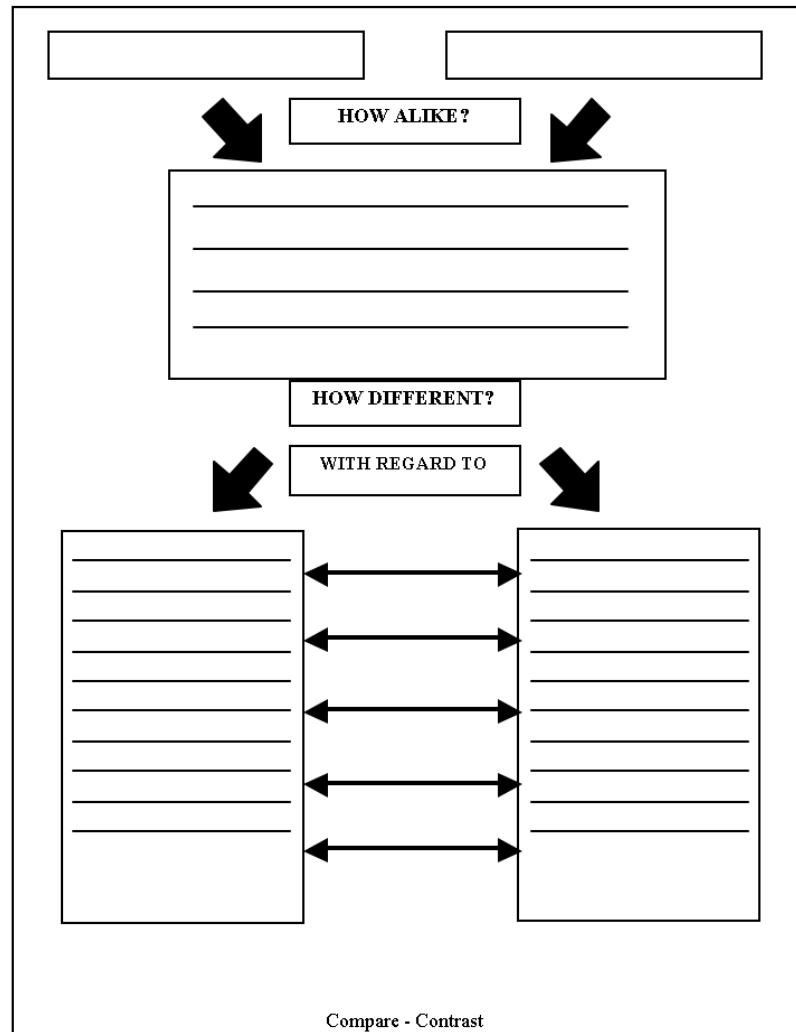 HOW ALIKE?
HOW DIFFERENT?
WITH REGARD TO
Compare - Contrast